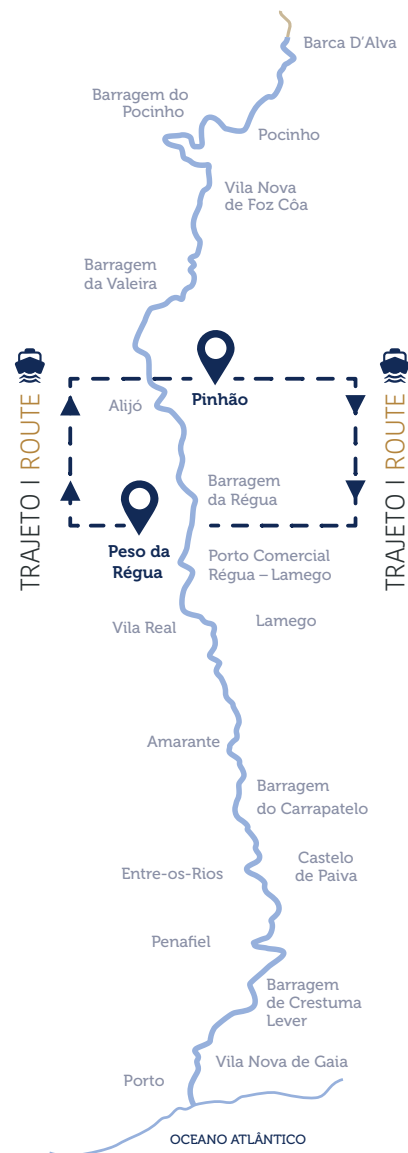 Barca D'Alva
Barragem do
Pocinho
Pocinho
Vila Nova
de Foz Côa
Barragem
da Valeira
TRAJETO I ROUTE
TRAJETO I ROUTE
Pinhão
Alijó
Barragem
da Régua
Peso da
Régua
Porto Comercial
Régua – Lamego
Lamego
Vila Real
Amarante
Barragem
do Carrapatelo
Castelo
de Paiva
Entre-os-Rios
Penafiel
Barragem
de Crestuma
Lever
Vila Nova de Gaia
Porto
OCEANO ATLÂNTICO